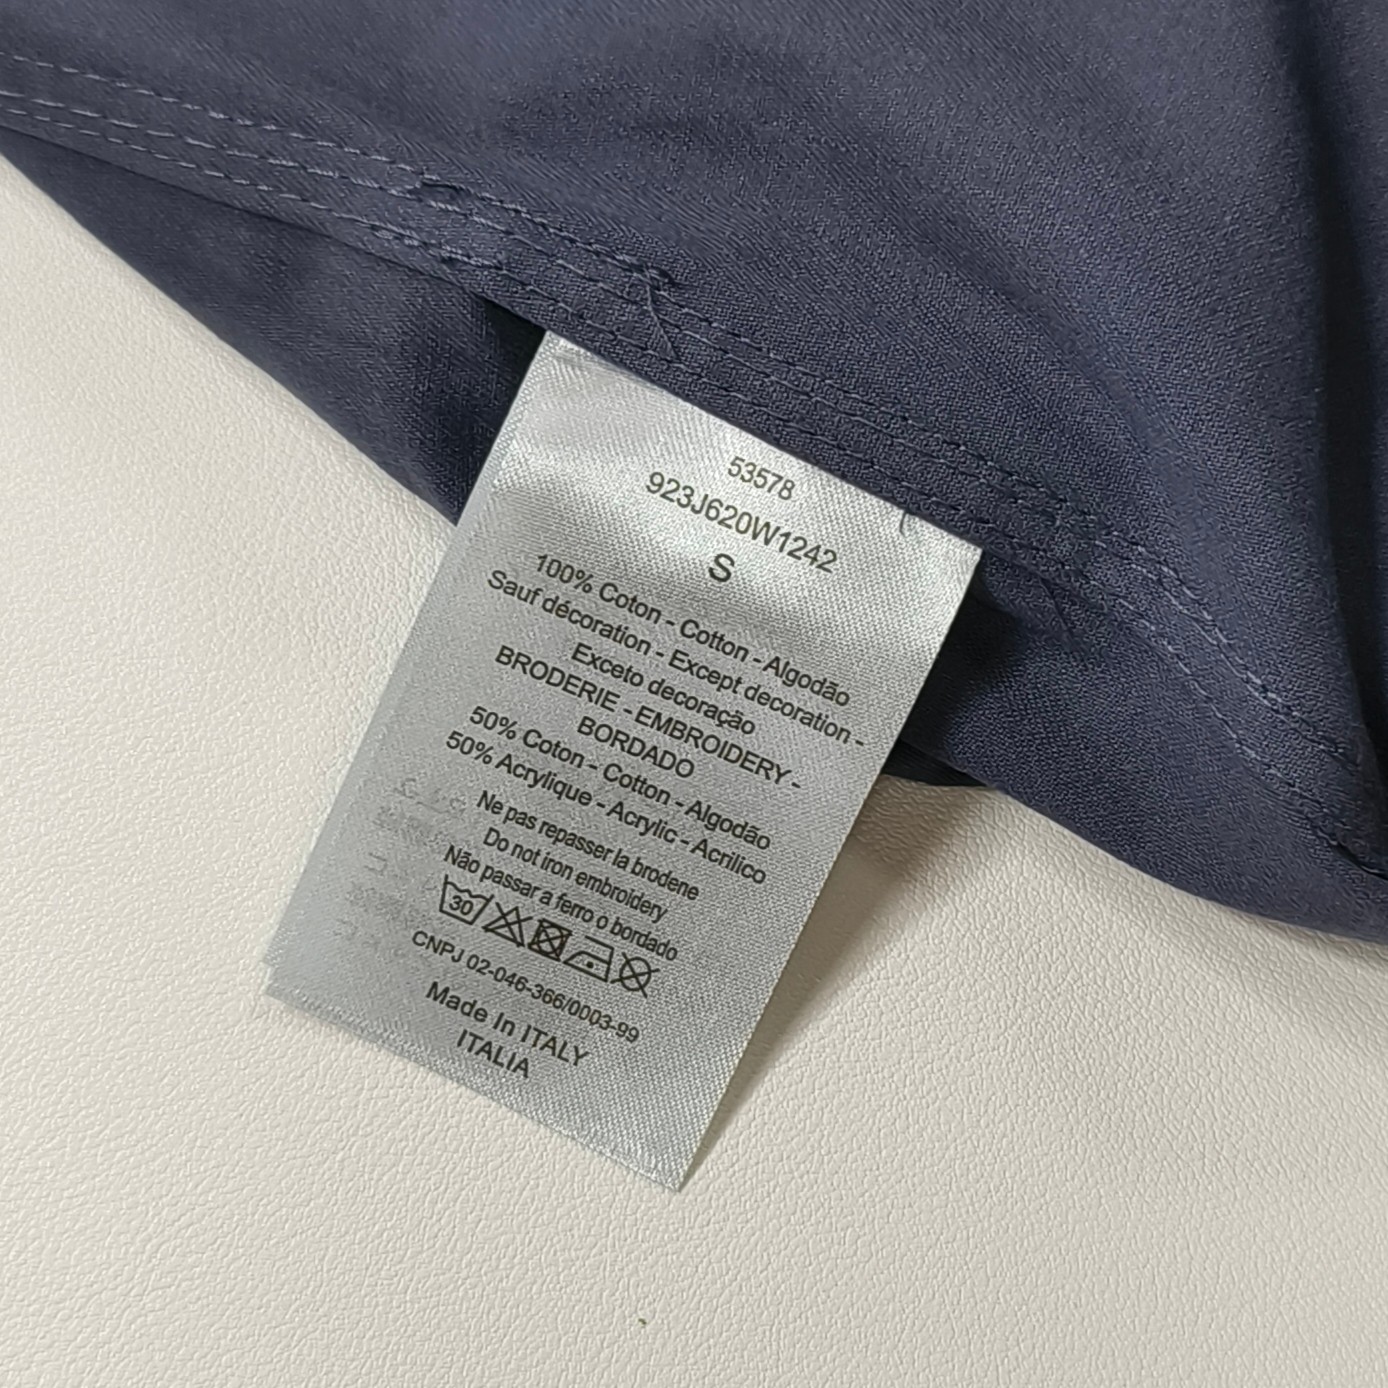 53578
923J620W1242
S
100% Coton - Cotton - Algodão
Sauf décoration - Except decoration -
Exceto decoração
BRODERIE - EMBROIDERY -
BORDADO
50% Coton - Cotton - Algodão
50% Acrylique - Acrylic - Acrilico
Ne pas repasser la brodene
Do not iron embroidery
Não passar a ferro o bordado
30
CNPJ 02-046-366/0003-99
Made In ITALY
ITALIA